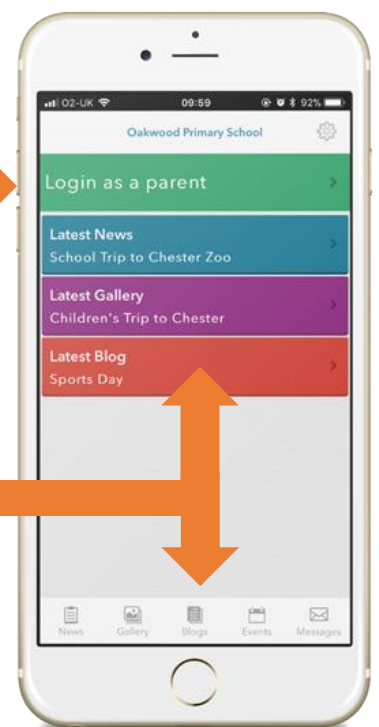 O2-UK 09:59 92%
Oakwood Primary School
Login as a parent
Latest News
School Trip to Chester Zoo
Latest Gallery
Children's Trip to Chester
Latest Blog
Sports Day
News Gallery Blogs Events Messages